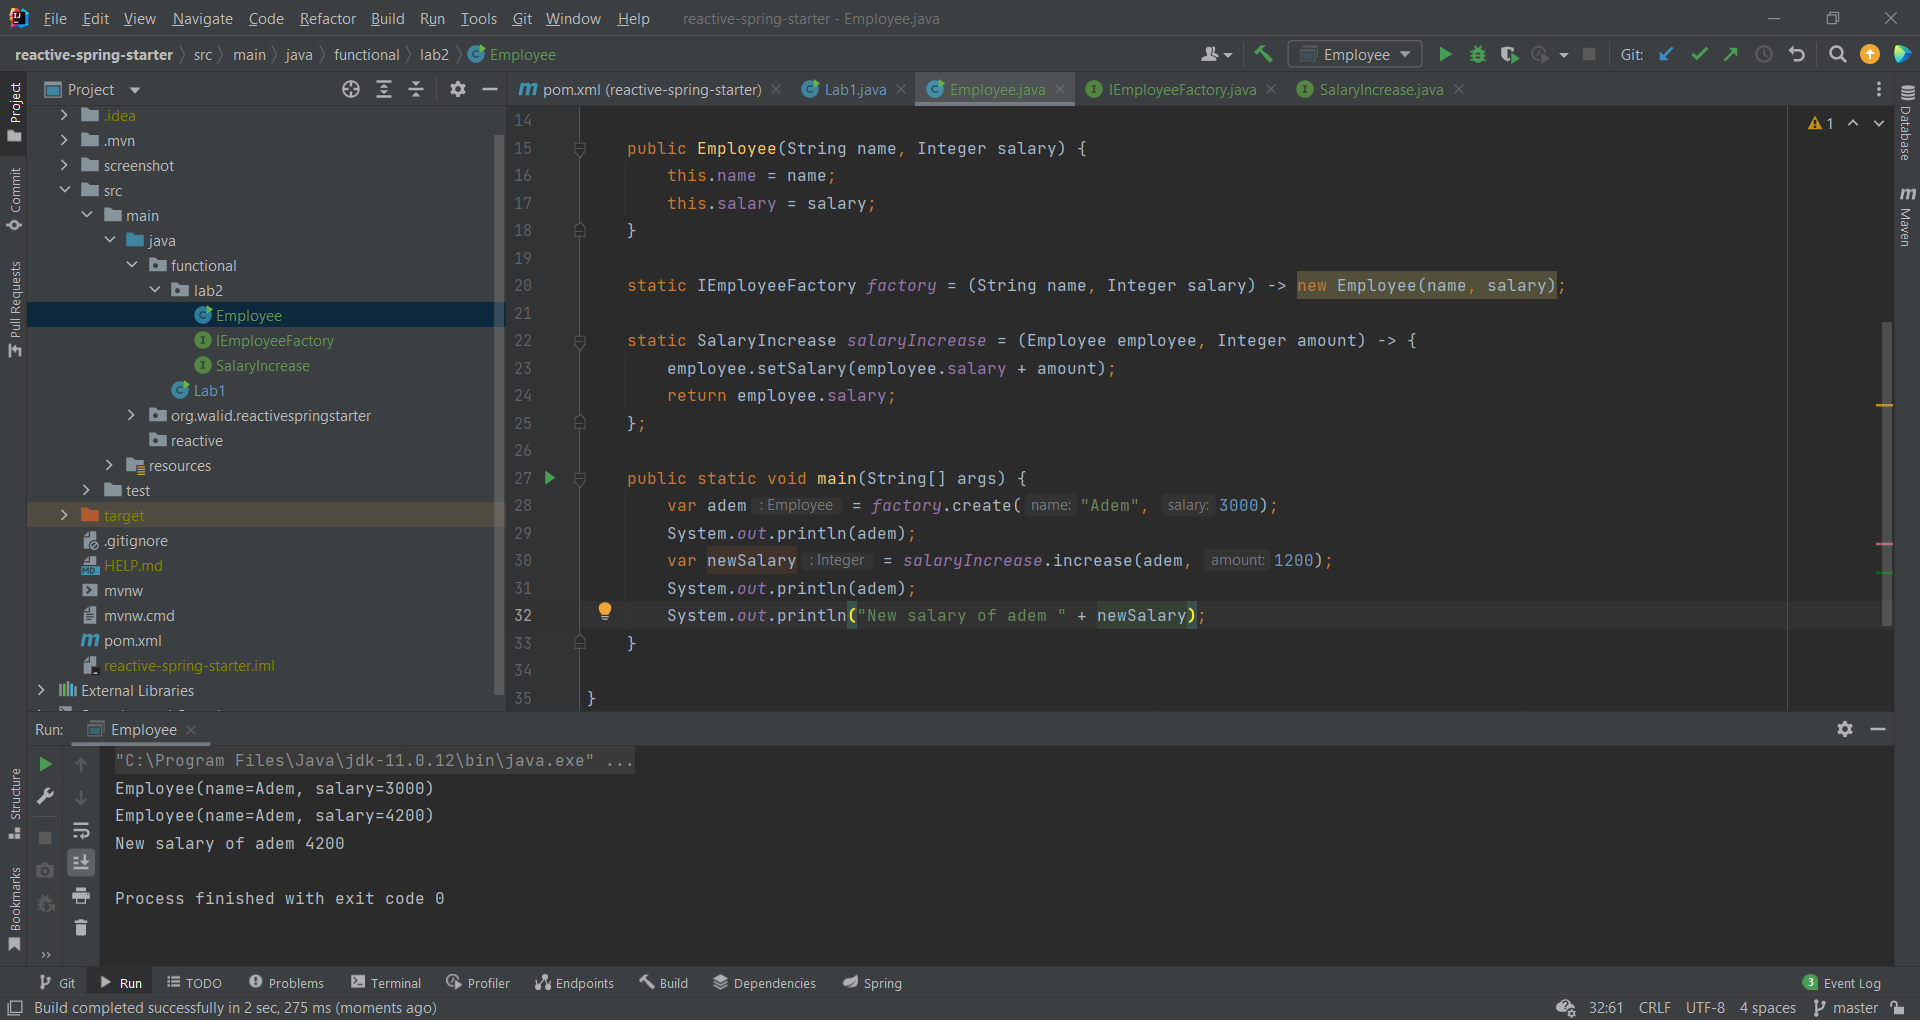 File Edit View Navigate Code Refactor Build Run Tools Git Window Help reactive-spring-starter - Employee.java
reactive-spring-starter src main java functional lab2 Employee Employee Git:
Project
pom.xml (reactive-spring-starter) Lab1.java Employee.java IEmployeeFactory.java SalaryIncrease.java
Project
Commit
Pull Requests
Structure
Bookmarks
.idea
.mvn
screenshot
src
main
java
functional
lab2
Employee
IEmployeeFactory
SalaryIncrease
Lab1
org.walid.reactivespringstarter
reactive
resources
test
target
.gitignore
HELP.md
mvnw
mvnw.cmd
pom.xml
reactive-spring-starter.iml
External Libraries
14
15 public Employee(String name, Integer salary) {
16 this.name = name;
17 this.salary = salary;
18 }
19
20 static IEmployeeFactory factory = (String name, Integer salary) -> new Employee(name, salary);
21
22 static SalaryIncrease salaryIncrease = (Employee employee, Integer amount) -> {
23 employee.setSalary(employee.salary + amount);
24 return employee.salary;
25 };
26
27 public static void main(String[] args) {
28 var adem : Employee = factory.create( name: "Adem", salary: 3000);
29 System.out.println(adem);
30 var newSalary : Integer = salaryIncrease.increase(adem, amount: 1200);
31 System.out.println(adem);
32 System.out.println("New salary of adem " + newSalary);
33 }
34
35 }
1
Database
Maven
Run: Employee
"C:\Program Files\Java\jdk-11.0.12\bin\java.exe" ...
Employee(name=Adem, salary=3000)
Employee(name=Adem, salary=4200)
New salary of adem 4200
Process finished with exit code 0
Git Run TODO Problems Terminal Profiler Endpoints Build Dependencies Spring 3 Event Log
Build completed successfully in 2 sec, 275 ms (moments ago) 32:61 CRLF UTF-8 4 spaces master